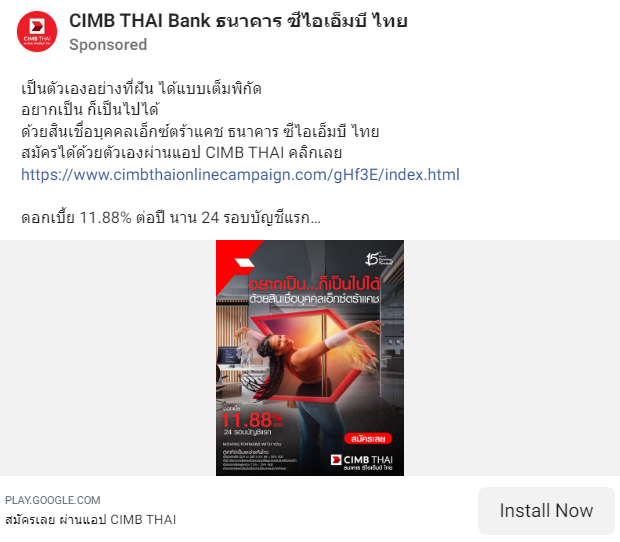 CIMB THAI Bank ธนาคาร ซีไอเอ็มบี ไทย
Sponsored
CIMB THAI
เป็นตัวเองอย่างที่ฝัน ได้แบบเต็มพิกัด
อยากเป็น ก็เป็นไปได้
ด้วยสินเชื่อบุคคลเอ็กซ์ตร้าแคช ธนาคาร ซีไอเอ็มบี ไทย
สมัครได้ด้วยตัวเองผ่านแอป CIMB THAI คลิกเลย
https://www.cimbthaionlinecampaign.com/gHf3E/index.html
ดอกเบี้ย 11.88% ต่อปี นาน 24 รอบบัญชีแรก...
15
อยากเป็น...ก็เป็นไปได้
ด้วยสินเชื่อบุคคลเอ็กซ์ตร้าแคช
ดอกเบี้ย
11.88%
24 รอบบัญชีแรก
สมัครเลย
CIMB THAI
ธนาคาร ซีไอเอ็มบี ไทย
PLAY.GOOGLE.COM
สมัครเลย ผ่านแอป CIMB THAI
Install Now